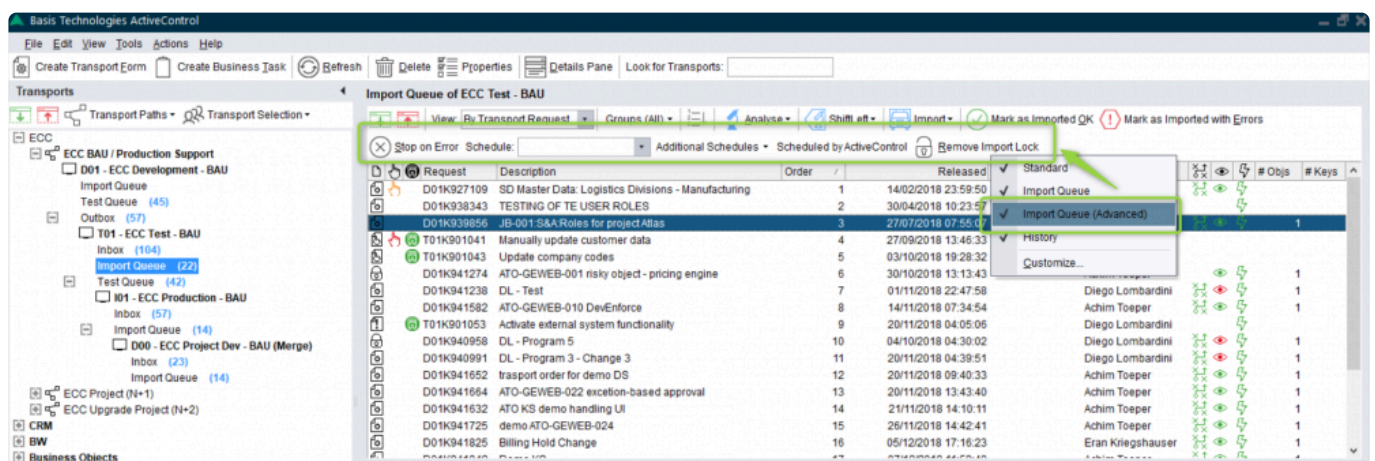 Basis Technologies ActiveControl
File Edit View Tools Actions Help
Create Transport Form Create Business Task Refresh Delete Properties Details Pane Look for Transports:
Transports
Import Queue of ECC Test - BAU
Transport Paths Transport Selection
View: By Transport Request Groups (All) Analyse ShiftLeft Import Mark as Imported OK Mark as Imported with Errors
Stop on Error Schedule: Additional Schedules Scheduled by ActiveControl Remove Import Lock
ECC
ECC BAU / Production Support
D01 - ECC Development - BAU
Import Queue
Test Queue (45)
Outbox (57)
T01 - ECC Test - BAU
Inbox (104)
Import Queue (22)
Test Queue (42)
I01 - ECC Production - BAU
Inbox (57)
Import Queue (14)
D00 - ECC Project Dev - BAU (Merge)
Inbox (23)
Import Queue (14)
ECC Project (N+1)
ECC Upgrade Project (N+2)
CRM
BW
Business Objects
Request Description Order Released # Objs # Keys
D01K927109 SD Master Data: Logistics Divisions - Manufacturing 1 14/02/2018 23:59:50
D01K938343 TESTING OF TE USER ROLES 2 30/04/2018 10:23:57
D01K939856 JB-001:S&A:Roles for project Atlas 3 27/07/2018 07:55:07 1
T01K901041 Manually update customer data 4 27/09/2018 13:46:33
T01K901043 Update company codes 5 03/10/2018 19:28:32
D01K941274 ATO-GEWEB-001 risky object - pricing engine 6 30/10/2018 13:13:43 Achim Toeper 1
D01K941238 DL - Test 7 01/11/2018 22:47:58 Diego Lombardini 1
D01K941582 ATO-GEWEB-010 DevEnforce 8 14/11/2018 07:34:54 Achim Toeper 1
T01K901053 Activate external system functionality 9 20/11/2018 04:05:06 Diego Lombardini
D01K940958 DL - Program 5 10 04/10/2018 04:30:02 Diego Lombardini 1
D01K940991 DL - Program 3 - Change 3 11 20/11/2018 04:39:51 Diego Lombardini 1
D01K941652 trasport order for demo DS 12 20/11/2018 09:40:33 Achim Toeper 1
D01K941664 ATO-GEWEB-022 excetion-based approval 13 20/11/2018 13:43:40 Achim Toeper 1
D01K941632 ATO KS demo handling UI 14 21/11/2018 14:10:11 Achim Toeper 1
D01K941725 demo ATO-GEWEB-024 15 26/11/2018 14:42:41 Achim Toeper 1
D01K941825 Billing Hold Change 16 05/12/2018 17:16:23 Eran Kriegshauser 1
Standard
Import Queue
Import Queue (Advanced)
History
Customize...